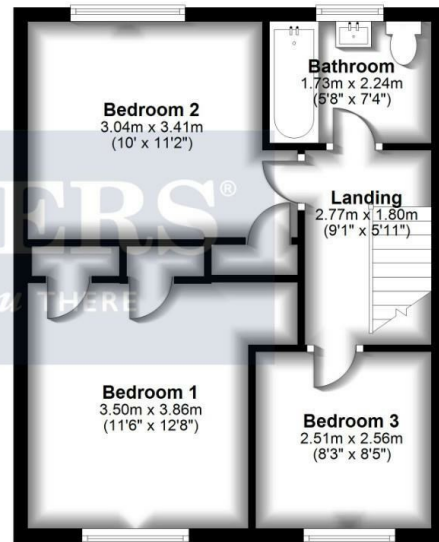 Bathroom
1.73m x 2.24m
(5'8" x 7'4")
Bedroom 2
3.04m x 3.41m
(10' x 11'2")
ERS®
Landing
2.77m x 1.80m
(9'1" x 5'11")
THERE
Bedroom 1
3.50m x 3.86m
(11'6" x 12'8")
Bedroom 3
2.51m x 2.56m
(8'3" x 8'5")